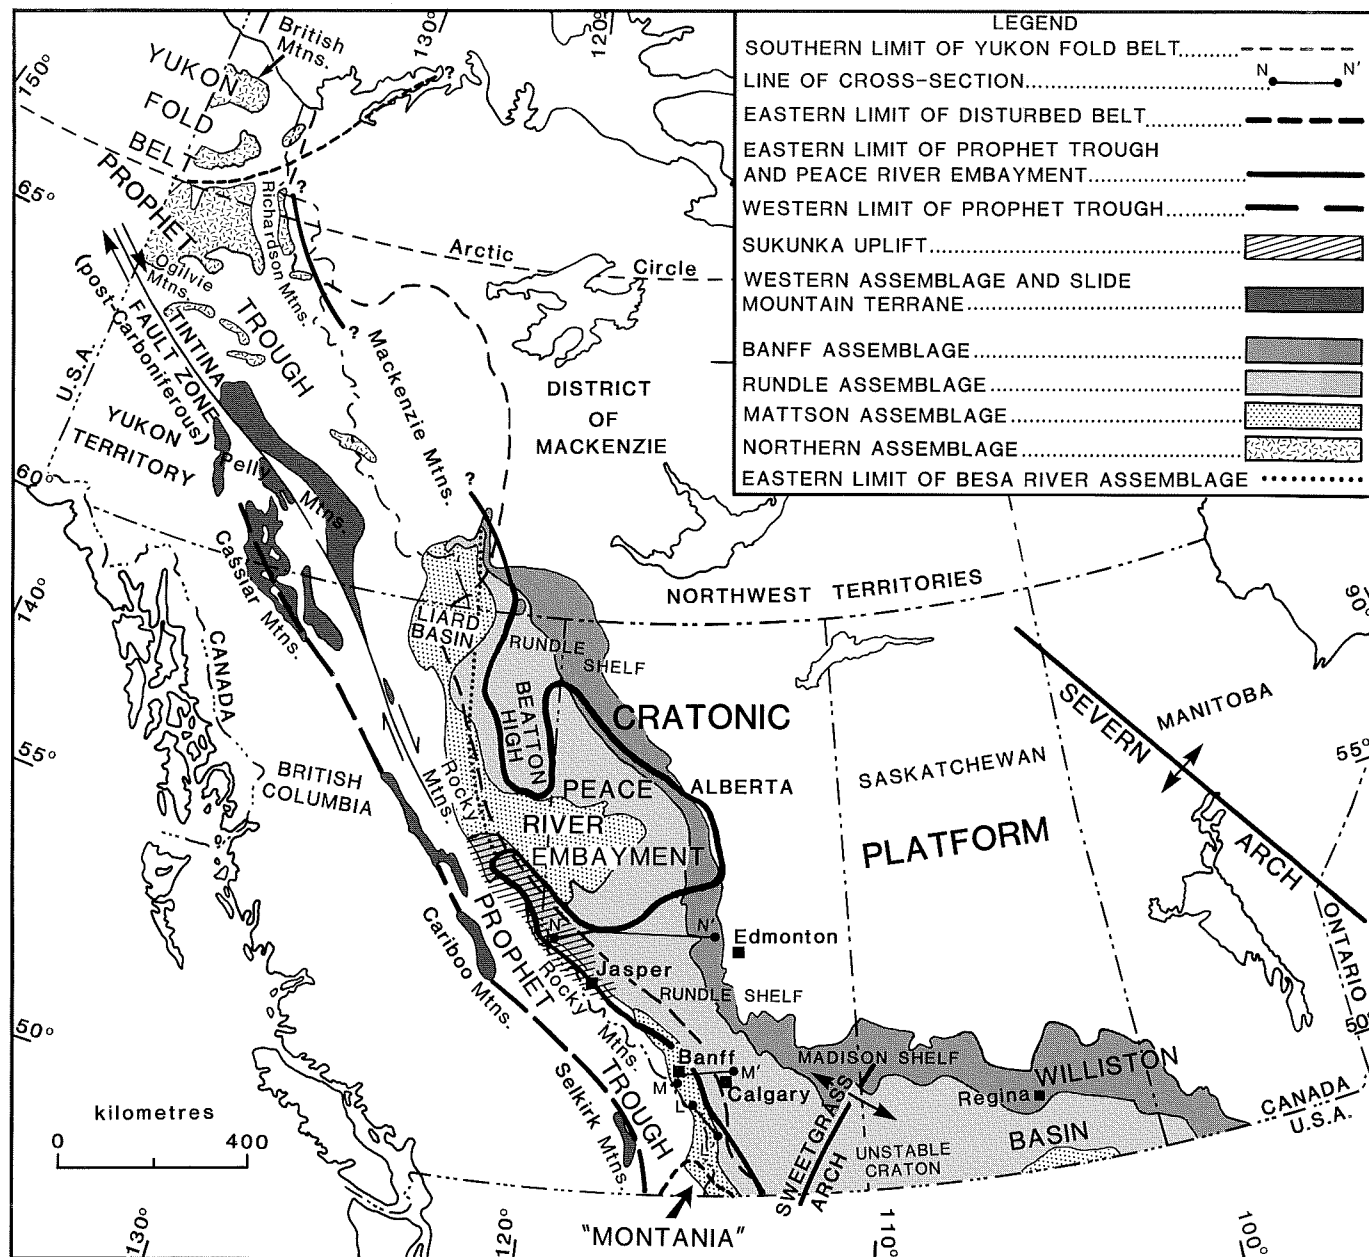 LEGEND
SOUTHERN LIMIT OF YUKON FOLD BELT
LINE OF CROSS-SECTION
N N'
EASTERN LIMIT OF DISTURBED BELT
EASTERN LIMIT OF PROPHET TROUGH
AND PEACE RIVER EMBAYMENT
WESTERN LIMIT OF PROPHET TROUGH
SUKUNKA UPLIFT
WESTERN ASSEMBLAGE AND SLIDE
MOUNTAIN TERRANE
BANFF ASSEMBLAGE
RUNDLE ASSEMBLAGE
MATTSON ASSEMBLAGE
NORTHERN ASSEMBLAGE
EASTERN LIMIT OF BESA RIVER ASSEMBLAGE
130°
120°
150°
British
Mtns.
YUKON
FOLD
BELT
?
65°
PROPHET
TROUGH
Richardson Mtns.
?
?
Arctic Circle
Ogilvie
Mtns.
TINTINA
FAULT ZONE
(post-Carboniferous)
U.S.A.
YUKON
TERRITORY
Mackenzie Mtns.
DISTRICT
OF
MACKENZIE
60°
Pelly Mtns.
?
Cassiar Mtns.
140°
CANADA
NORTHWEST TERRITORIES
90°
LIARD
BASIN
RUNDLE
SHELF
BEATTON
HIGH
CRATONIC
PLATFORM
SEVERN
ARCH
MANITOBA
55°
55°
BRITISH
COLUMBIA
Rocky
Mtns.
PEACE
RIVER
EMBAYMENT
ALBERTA
SASKATCHEWAN
ONTARIO
PROPHET
TROUGH
Cariboo Mtns.
N N'
Edmonton
Jasper
Rocky
Mtns.
RUNDLE SHELF
50°
50°
Banff
M M'
Calgary
L L'
MADISON SHELF
WILLISTON
BASIN
Regina
CANADA
U.S.A.
SWEETGRASS
ARCH
UNSTABLE
CRATON
Selkirk Mtns.
kilometres
0 400
"MONTANIA"
130°
120°
110°
100°